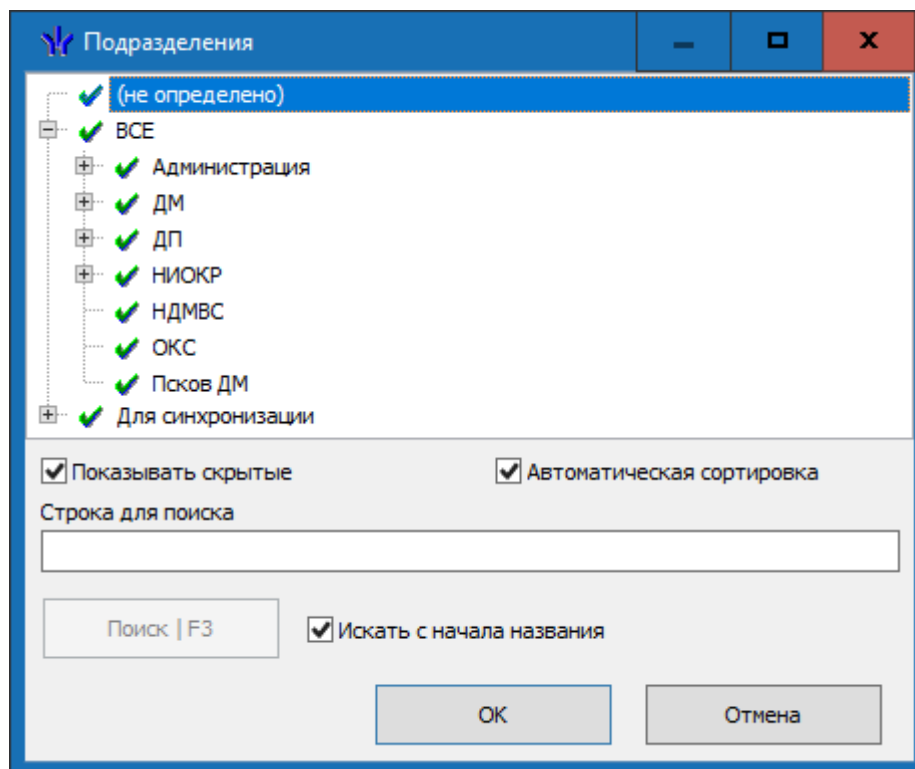 Подразделения
(не определено)
ВСЕ
Администрация
ДМ
ДП
НИОКР
НДМВС
ОКС
Псков ДМ
Для синхронизации
Показывать скрытые
Автоматическая сортировка
Строка для поиска
Поиск | F3
Искать с начала названия
ОК
Отмена